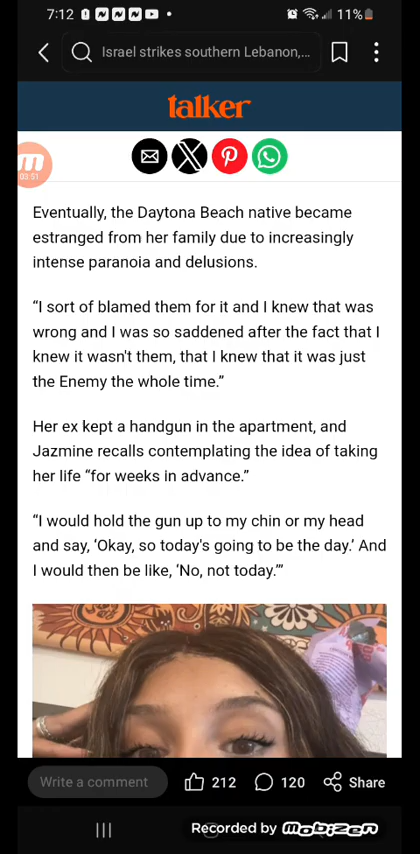 7:12
11%
Israel strikes southern Lebanon,...
talker
03:51
Eventually, the Daytona Beach native became
estranged from her family due to increasingly
intense paranoia and delusions.
“I sort of blamed them for it and I knew that was
wrong and I was so saddened after the fact that I
knew it wasn't them, that I knew that it was just
the Enemy the whole time.”
Her ex kept a handgun in the apartment, and
Jazmine recalls contemplating the idea of taking
her life “for weeks in advance.”
“I would hold the gun up to my chin or my head
and say, ‘Okay, so today's going to be the day.’ And
I would then be like, ‘No, not today.’”
Write a comment
212
120
Share
Recorded by mobizen